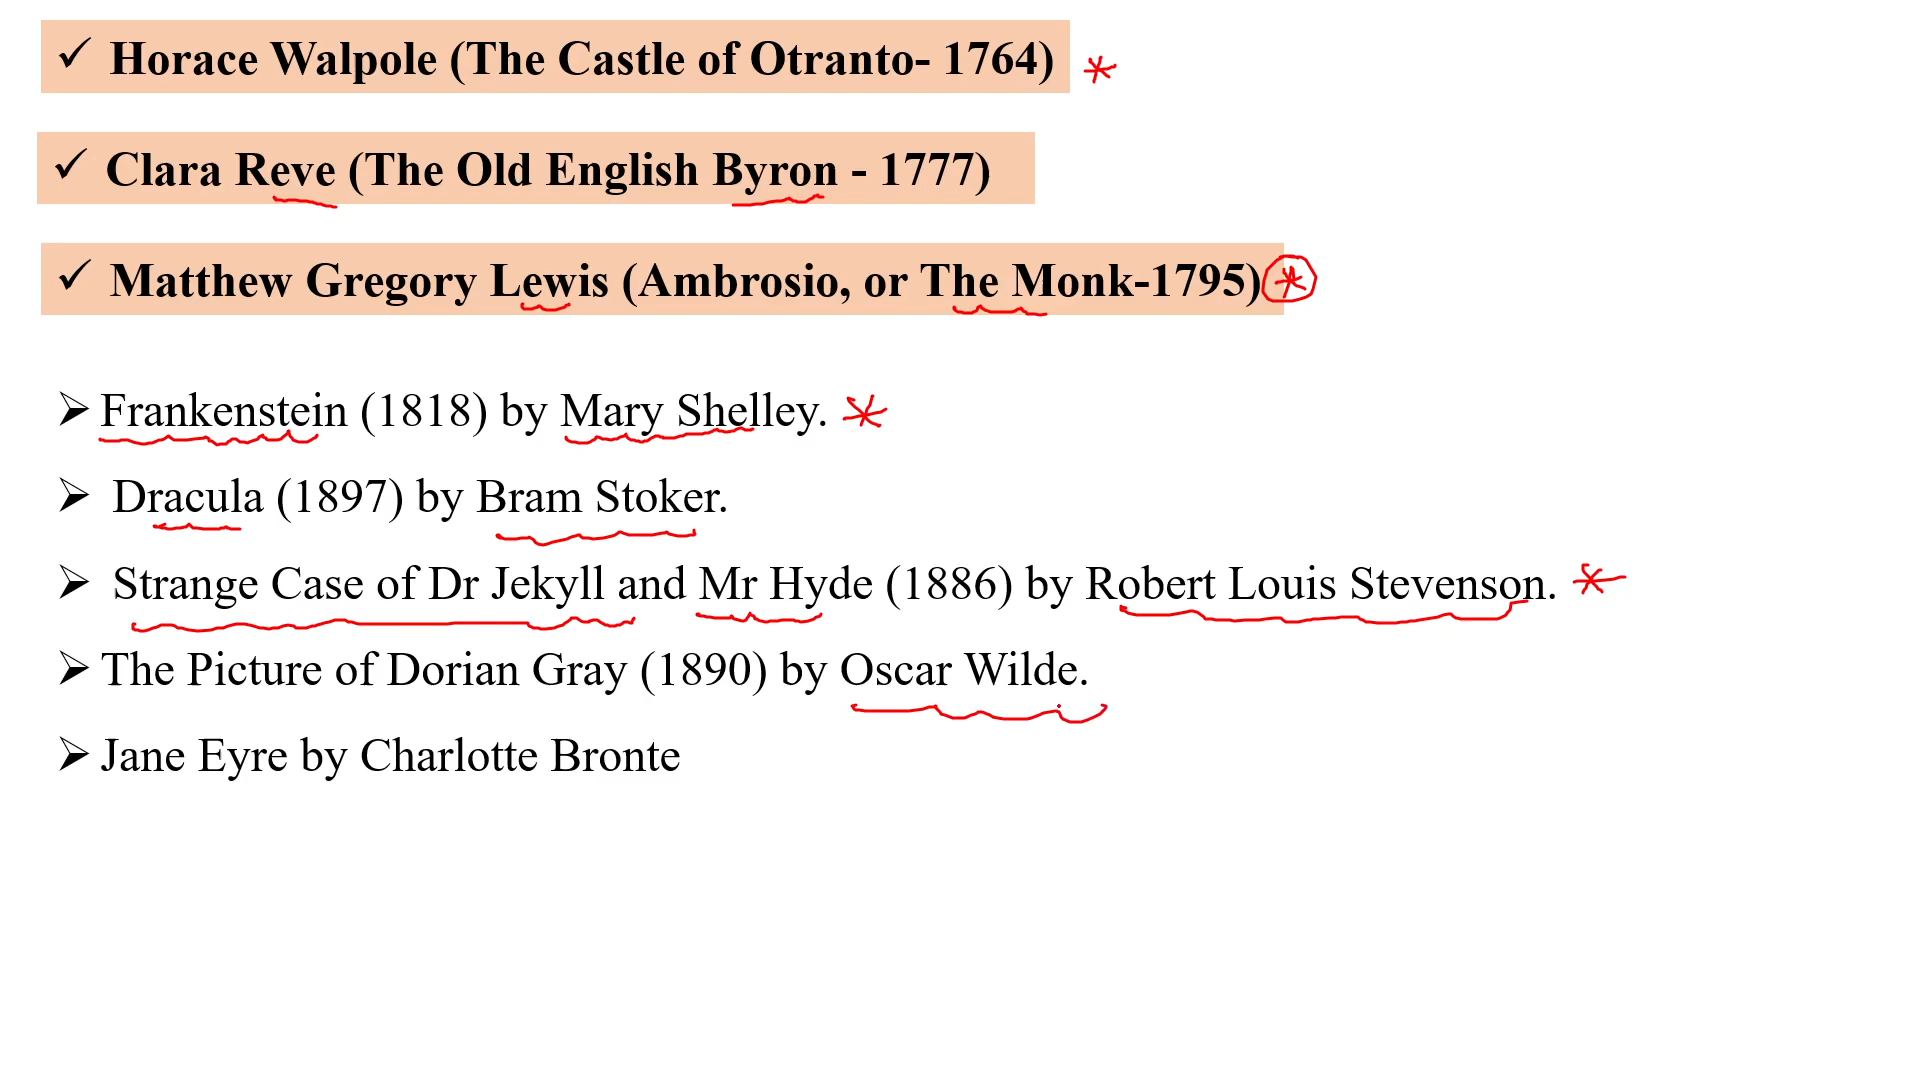 ✓ Horace Walpole (The Castle of Otranto- 1764) *
✓ Clara Reve (The Old English Byron - 1777)
✓ Matthew Gregory Lewis (Ambrosio, or The Monk-1795) *
➢ Frankenstein (1818) by Mary Shelley. *
➢ Dracula (1897) by Bram Stoker.
➢ Strange Case of Dr Jekyll and Mr Hyde (1886) by Robert Louis Stevenson. *
➢ The Picture of Dorian Gray (1890) by Oscar Wilde.
➢ Jane Eyre by Charlotte Bronte